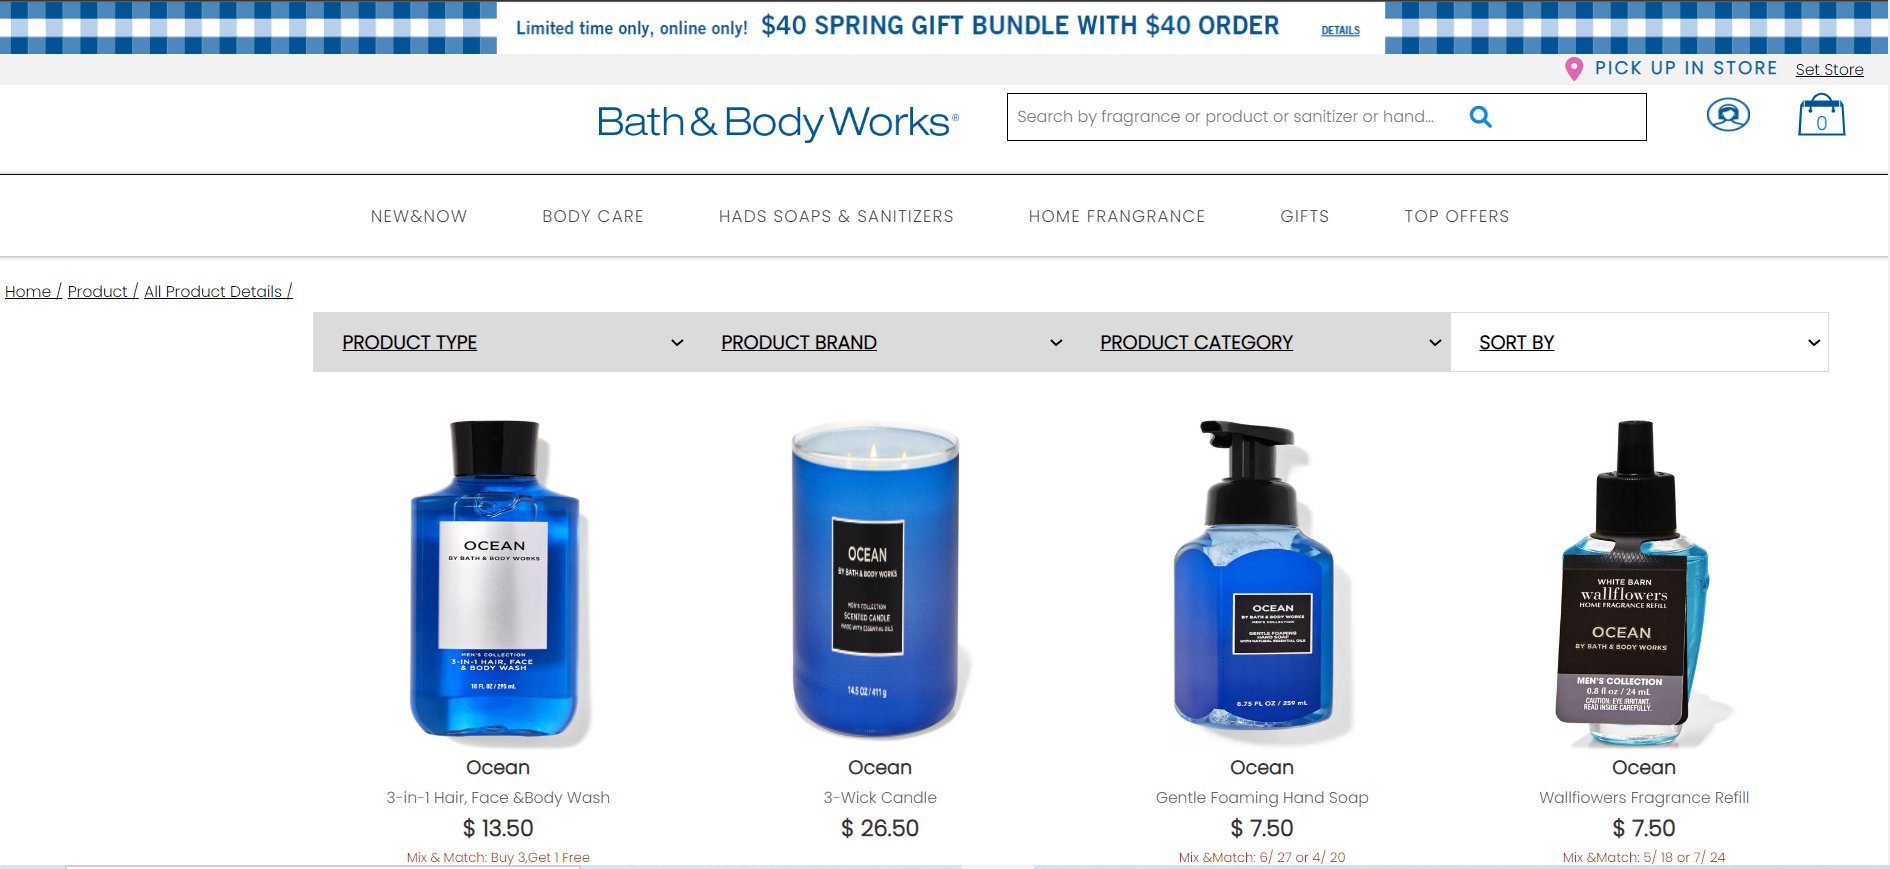 Limited time only, online only! $40 SPRING GIFT BUNDLE WITH $40 ORDER DETAILS
PICK UP IN STORE Set Store
Bath & Body Works®
Search by fragrance or product or sanitizer or hand...
0
NEW&NOW BODY CARE HADS SOAPS & SANITIZERS HOME FRANGRANCE GIFTS TOP OFFERS
Home / Product / All Product Details /
PRODUCT TYPE PRODUCT BRAND PRODUCT CATEGORY SORT BY
OCEAN
BY BATH & BODY WORKS
MEN'S COLLECTION
3-IN-1 HAIR, FACE
& BODY WASH
10 FL OZ / 295 mL
OCEAN
BY BATH & BODY WORKS
MEN'S COLLECTION
SCENTED CANDLE
MADE WITH ESSENTIAL OILS
14.5 OZ / 411 g
OCEAN
BY BATH & BODY WORKS
MEN'S COLLECTION
GENTLE FOAMING
HAND SOAP
WITH NATURAL ESSENTIAL OILS
8.75 FL OZ / 259 mL
WHITE BARN
wallflowers
HOME FRAGRANCE REFILL
OCEAN
BY BATH & BODY WORKS
MEN'S COLLECTION
0.8 fl oz / 24 mL
CAUTION: EYE IRRITANT.
READ INSIDE CAREFULLY.
Ocean
3-in-1 Hair, Face &Body Wash
$ 13.50
Mix & Match: Buy 3,Get 1 Free
Ocean
3-Wick Candle
$ 26.50
Ocean
Gentle Foaming Hand Soap
$ 7.50
Mix &Match: 6/ 27 or 4/ 20
Ocean
Wallfiowers Fragrance Refill
$ 7.50
Mix &Match: 5/ 18 or 7/ 24